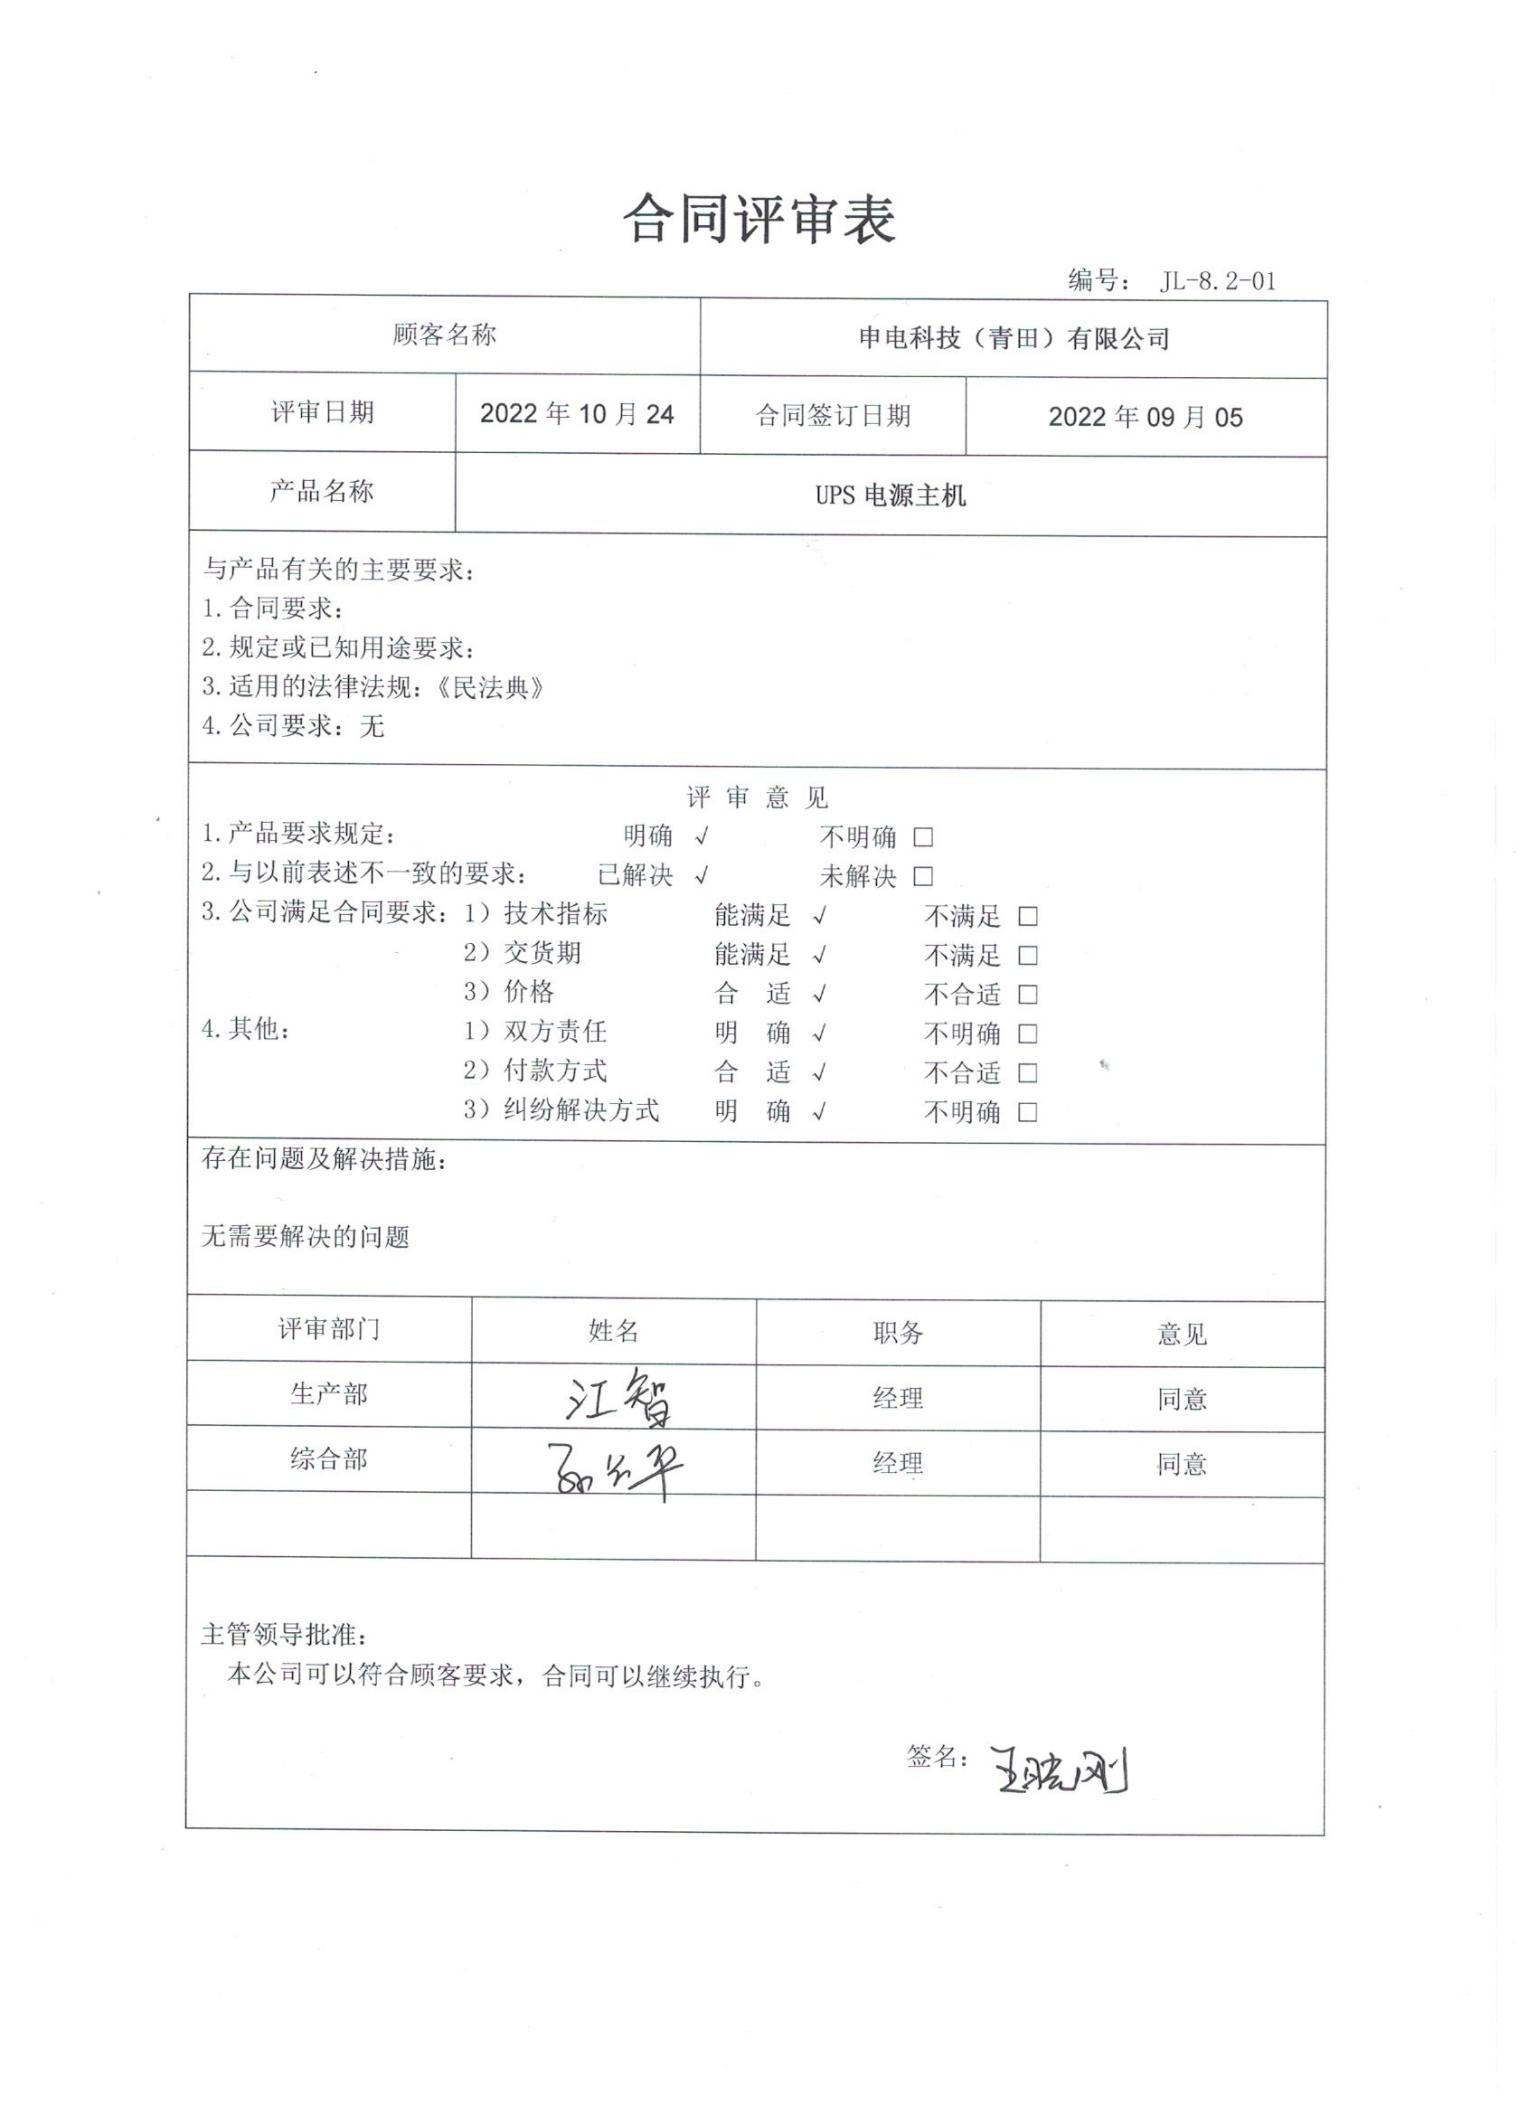 合同评审表
编号： JL-8.2-01
顾客名称 申电科技（青田）有限公司
评审日期 2022 年 10 月 24 合同签订日期 2022 年 09 月 05
产品名称 UPS 电源主机
与产品有关的主要要求：
1.合同要求：
2.规定或已知用途要求：
3.适用的法律法规：《民法典》
4.公司要求：无
评 审 意 见
1.产品要求规定： 明确 √ 不明确 □
2.与以前表述不一致的要求： 已解决 √ 未解决 □
3.公司满足合同要求：1）技术指标 能满足 √ 不满足 □
2）交货期 能满足 √ 不满足 □
3）价格 合 适 √ 不合适 □
4.其他： 1）双方责任 明 确 √ 不明确 □
2）付款方式 合 适 √ 不合适 □
3）纠纷解决方式 明 确 √ 不明确 □
存在问题及解决措施：
无需要解决的问题
评审部门 姓名 职务 意见
生产部 江智 经理 同意
综合部 经理 同意
主管领导批准：
本公司可以符合顾客要求，合同可以继续执行。
签名：